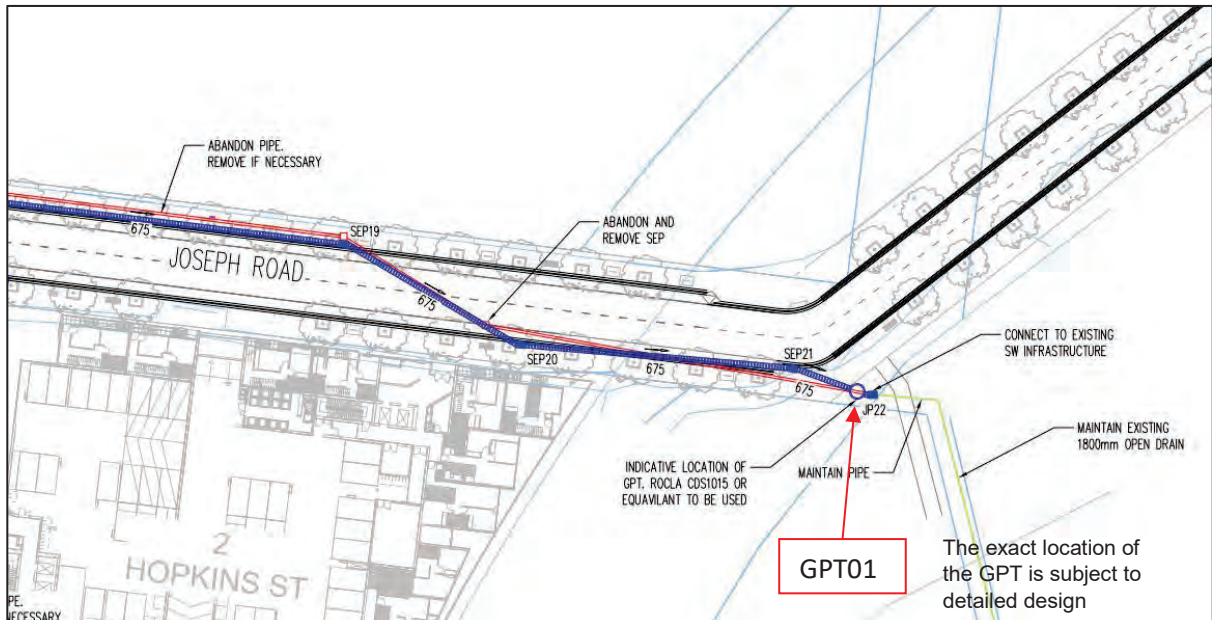 ABANDON PIPE.
REMOVE IF NECESSARY
675
SEP19
ABANDON AND
REMOVE SEP
JOSEPH ROAD
675
SEP20
675
SEP21
675
CONNECT TO EXISTING
SW INFRASTRUCTURE
JP22
INDICATIVE LOCATION OF
GPT. ROCLA CDS1015 OR
EQUAVILANT TO BE USED
MAINTAIN PIPE
MAINTAIN EXISTING
1800mm OPEN DRAIN
2
HOPKINS ST
GPT01
The exact location of
the GPT is subject to
detailed design
PE.
NECESSARY